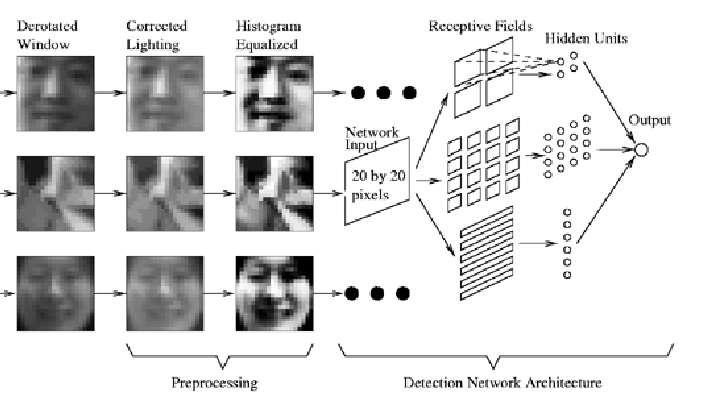 Derotated
Window
Corrected
Lighting
Histogram
Equalized
Receptive Fields
Hidden Units
Network
Input
20 by 20
pixels
Output
Preprocessing
Detection Network Architecture